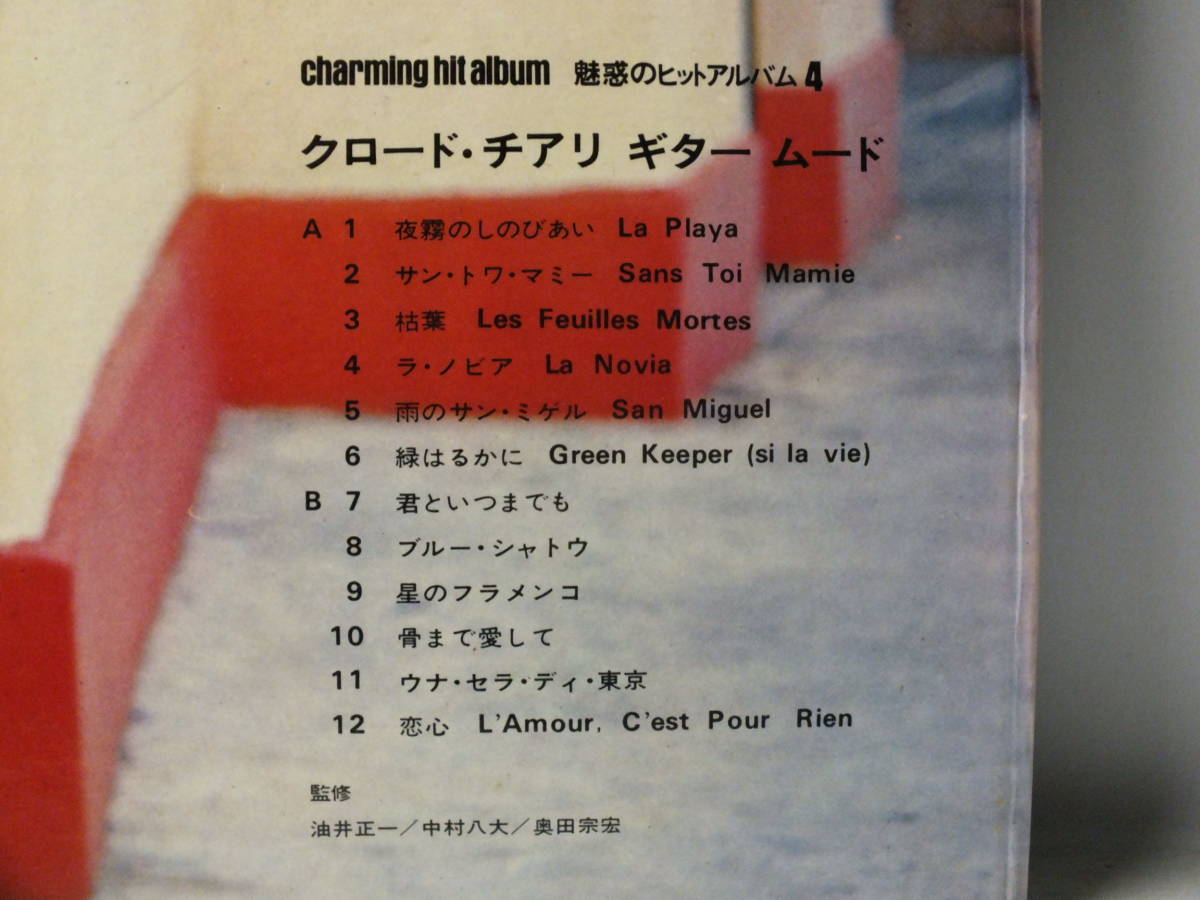 charming hit album 魅惑のヒットアルバム 4
クロード・チアリ ギター ムード
A 1 夜霧のしのびあい La Playa
2 サン・トワ・マミー Sans Toi Mamie
3 枯葉 Les Feuilles Mortes
4 ラ・ノビア La Novia
5 雨のサン・ミゲル San Miguel
6 緑はるかに Green Keeper (si la vie)
B 7 君といつまでも
8 ブルー・シャトウ
9 星のフラメンコ
10 骨まで愛して
11 ウナ・セラ・ディ・東京
12 恋心 L'Amour, C'est Pour Rien
監修
油井正一/中村八大/奥田宗宏